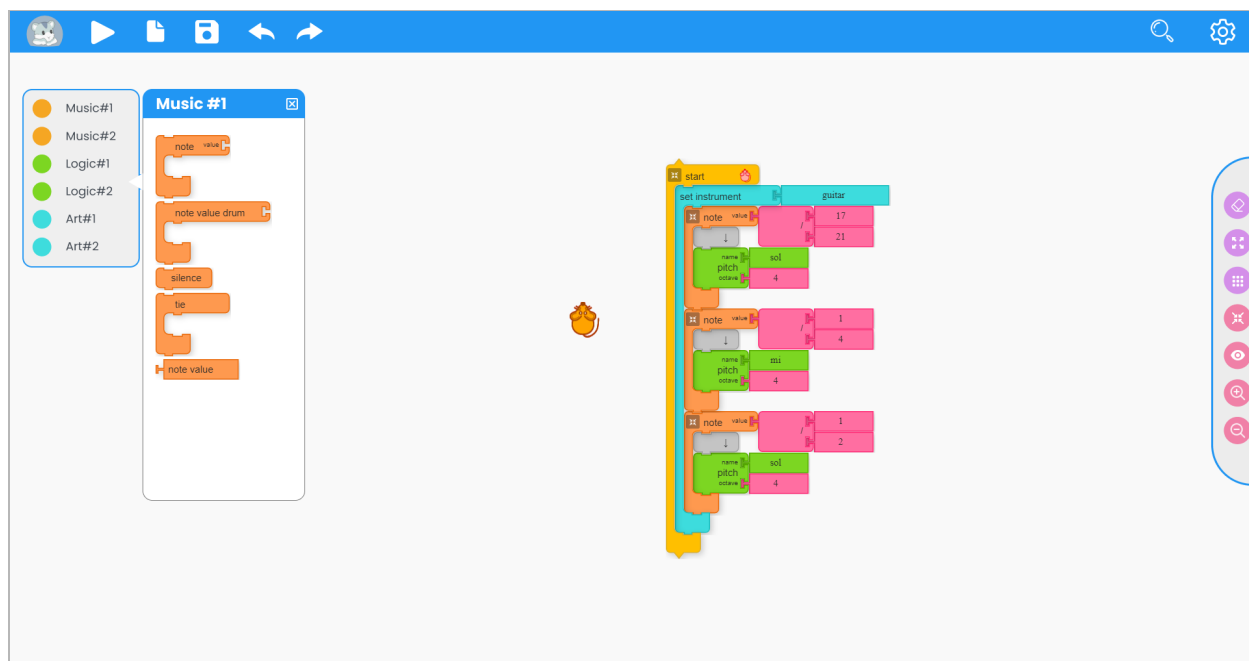 Music#1
Music#2
Logic#1
Logic#2
Art#1
Art#2
Music #1
note value
note value drum
silence
tie
note value
start
set instrument guitar
note value / 17
21
↓
name sol
pitch
octave 4
note value / 1
4
↓
name mi
pitch
octave 4
note value / 1
2
↓
name sol
pitch
octave 4